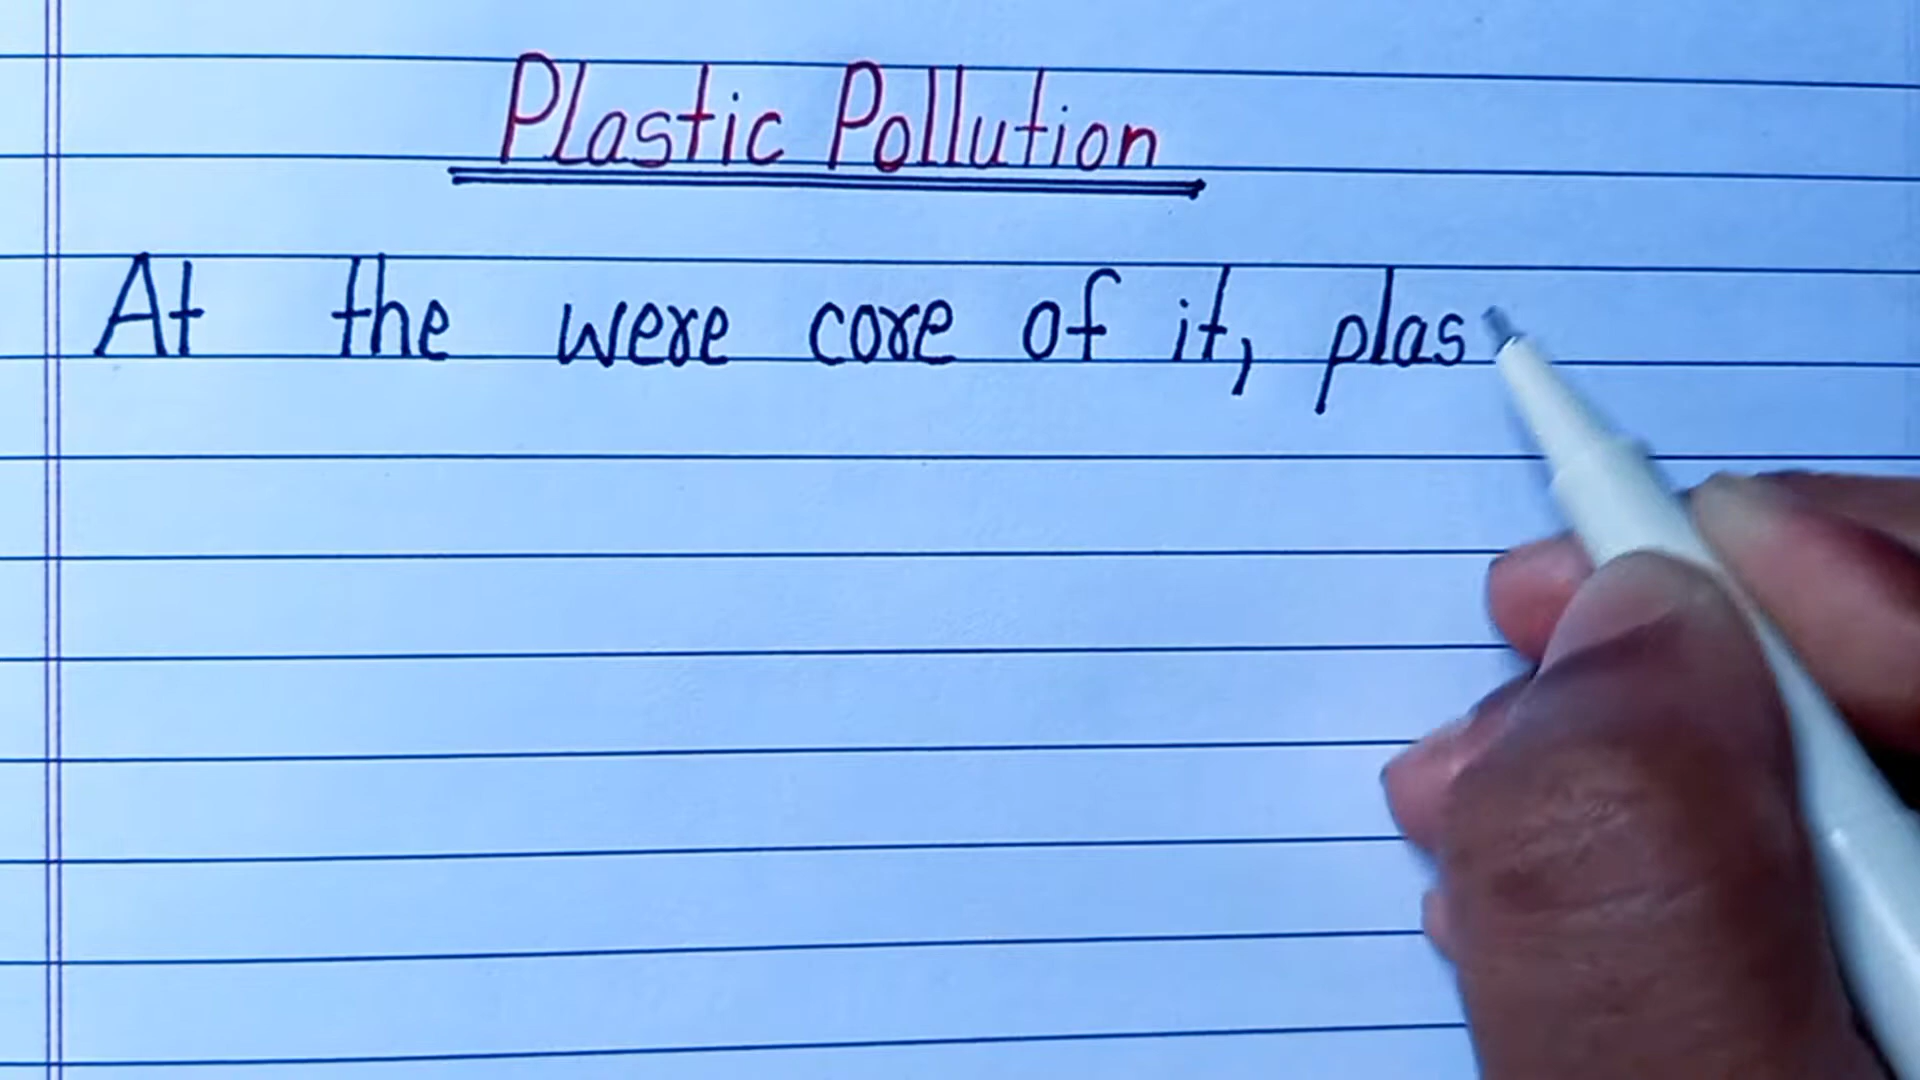 Plastic Pollution
At the were core of it, plas